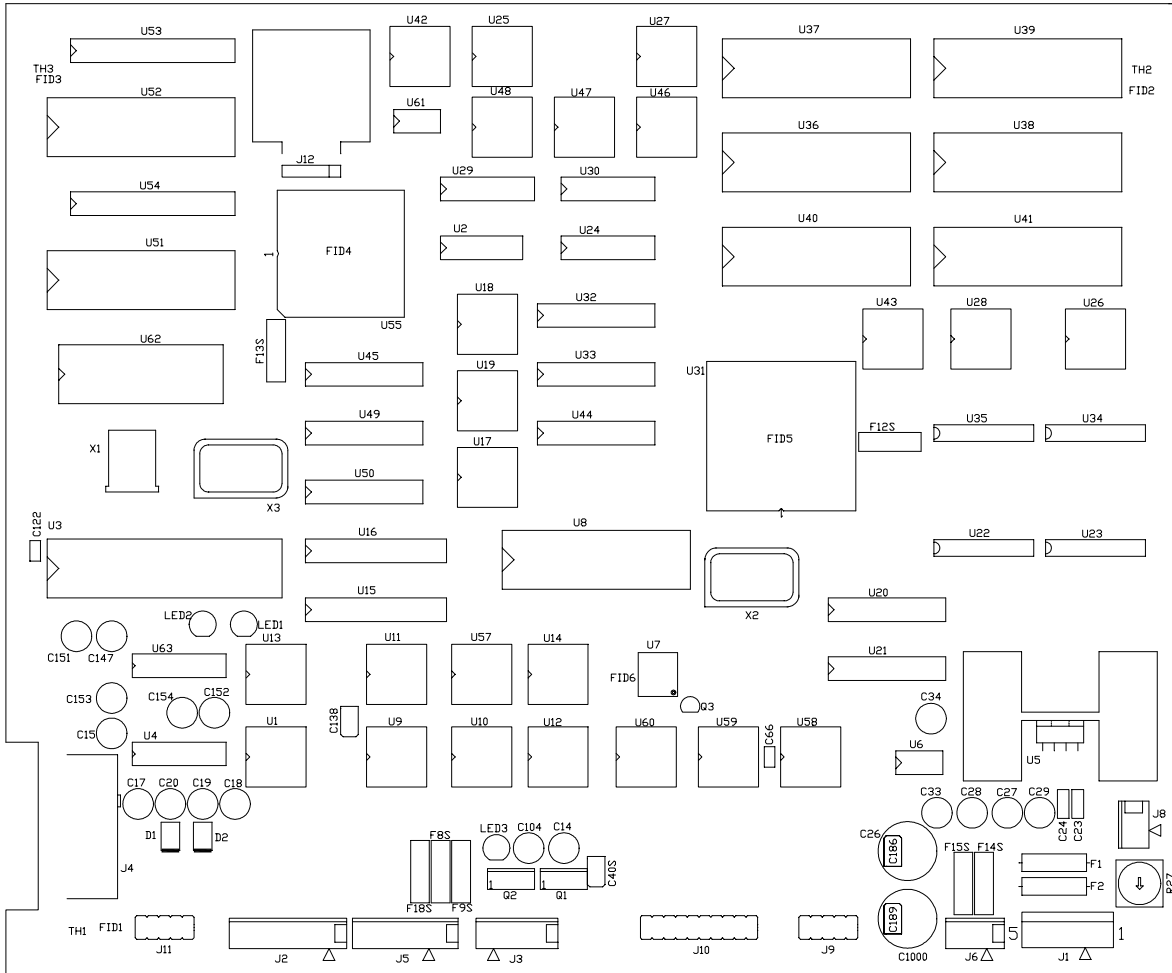 U53
U42
U25
U27
U37
U39
TH3
FID3
TH2
FID2
U52
U61
U48
U47
U46
U36
U38
J12
U29
U30
U54
U2
U24
U40
U41
U51
1
FID4
U18
U32
U43
U28
U26
U55
F13S
U62
U45
U19
U33
U31
U49
U44
F12S
U35
U34
X1
FID5
U17
U50
X3
C122
U3
U16
U8
U22
U23
U15
X2
U20
LED2
LED1
U13
U11
U57
U14
U7
C151
C147
U63
U21
FID6
C153
C154
C152
C138
Q3
C34
C15
U4
U1
U9
U10
U12
U60
U59
C66
U58
U6
U5
C17
C20
C19
C18
C33
C28
C27
C29
C24
C23
J8
D1
D2
F8S
LED3
C104
C14
C26
C186
F15S
F14S
F1
J4
C40S
1
Q2
1
Q1
F2
R27
F18S
F9S
C189
TH1
FID1
J11
J2
J5
J3
J10
J9
C1000
J6
5
J1
1